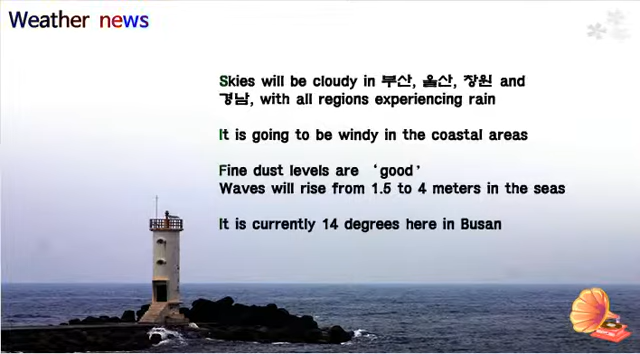 Weather news
Skies will be cloudy in 부산, 울산, 창원 and
경남, with all regions experiencing rain
It is going to be windy in the coastal areas
Fine dust levels are ‘good’
Waves will rise from 1.5 to 4 meters in the seas
It is currently 14 degrees here in Busan